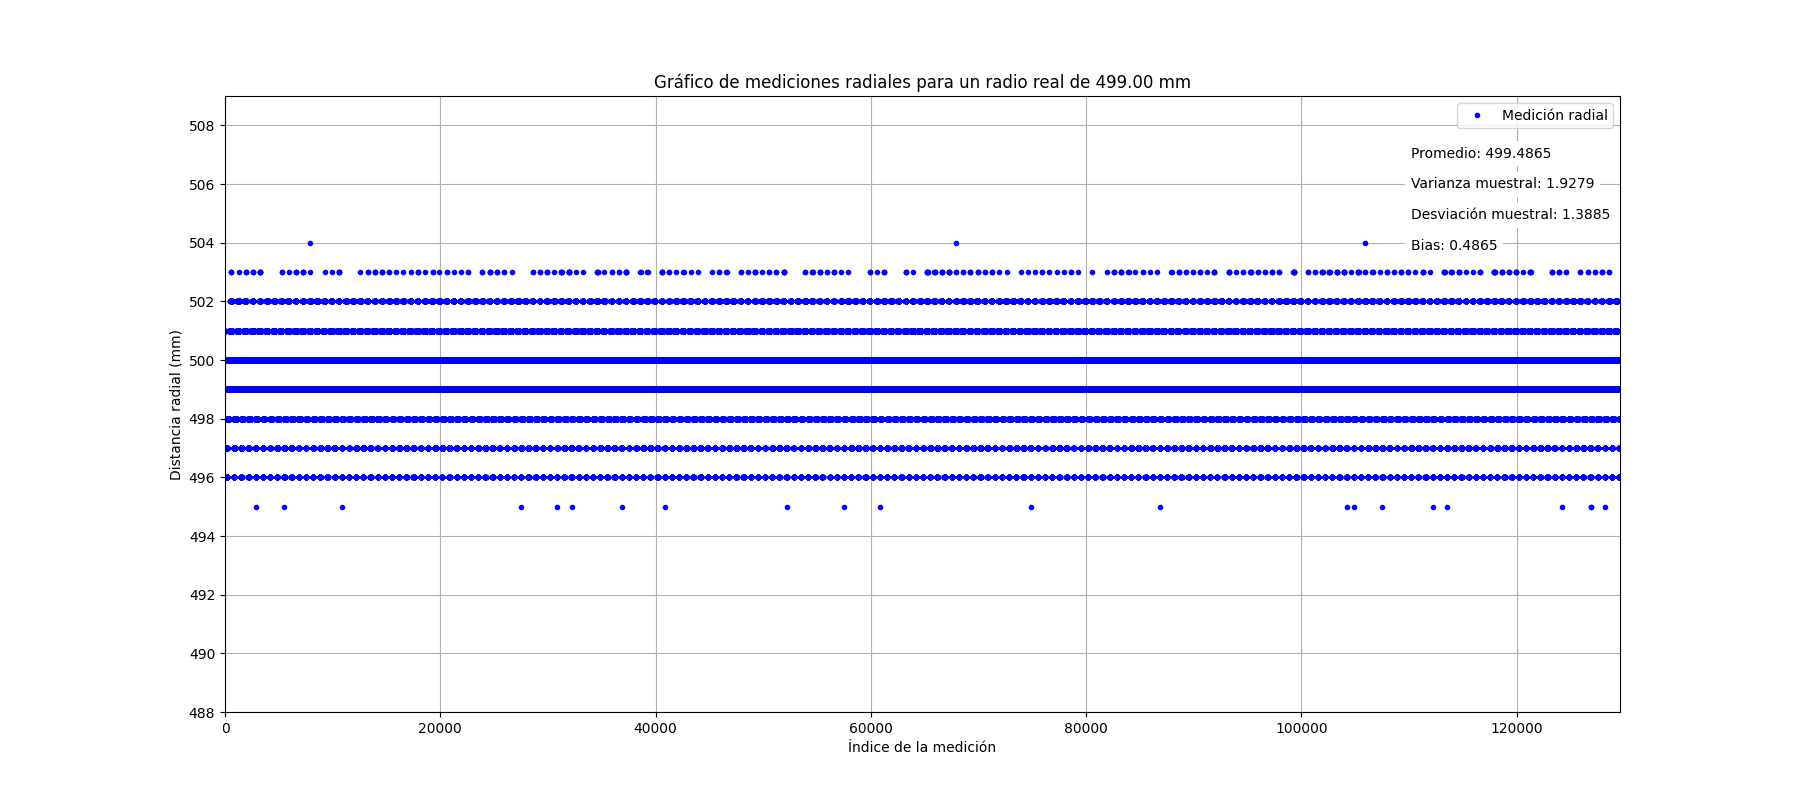 Gráfico de mediciones radiales para un radio real de 499.00 mm
Medición radial
Promedio: 499.4865
Varianza muestral: 1.9279
Desviación muestral: 1.3885
Bias: 0.4865
Distancia radial (mm)
508
506
504
502
500
498
496
494
492
490
488
0 20000 40000 60000 80000 100000 120000
Índice de la medición